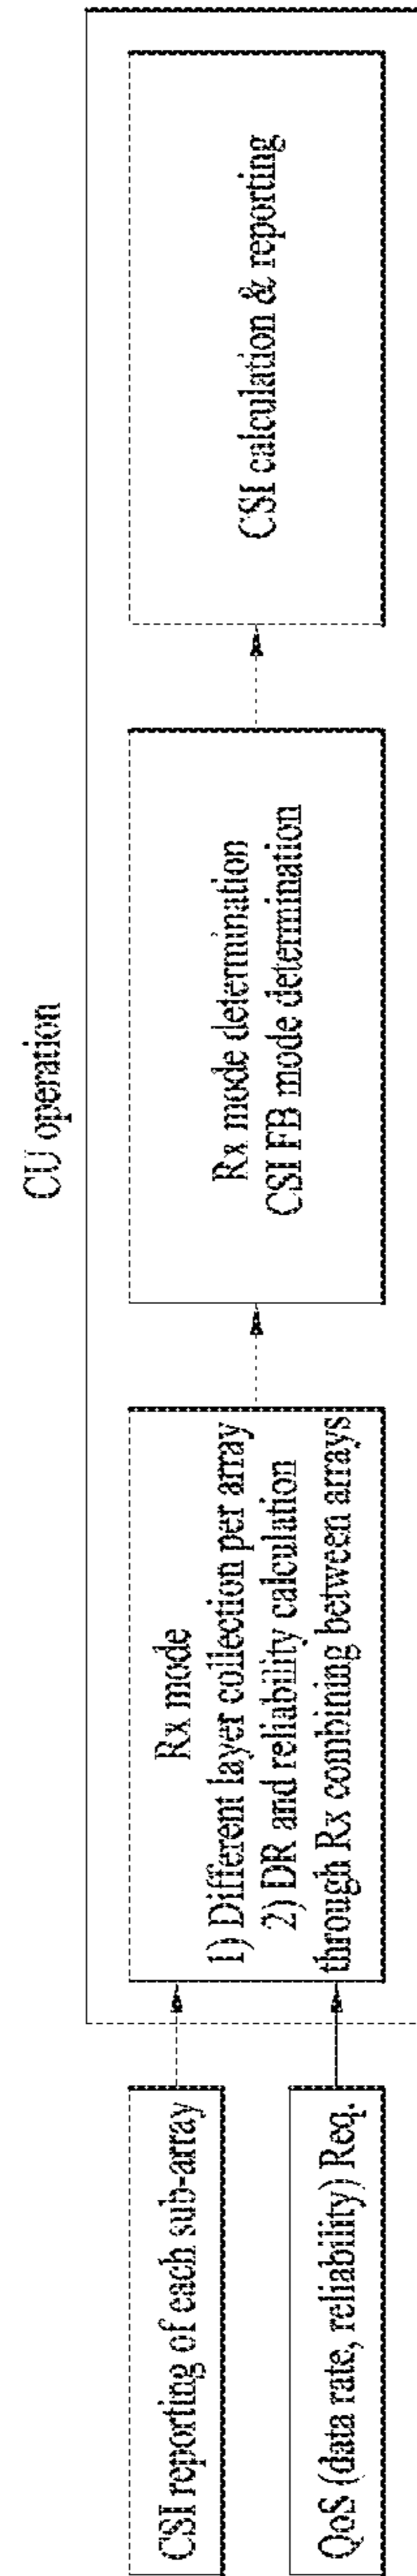 CU operation
CSI reporting of each sub-array
QoS (data rate, reliability) Req.
Rx mode
1) Different layer collection per array
2) DR and reliability calculation
through Rx combining between arrays
Rx mode determination
CSI FB mode determination
CSI calculation & reporting